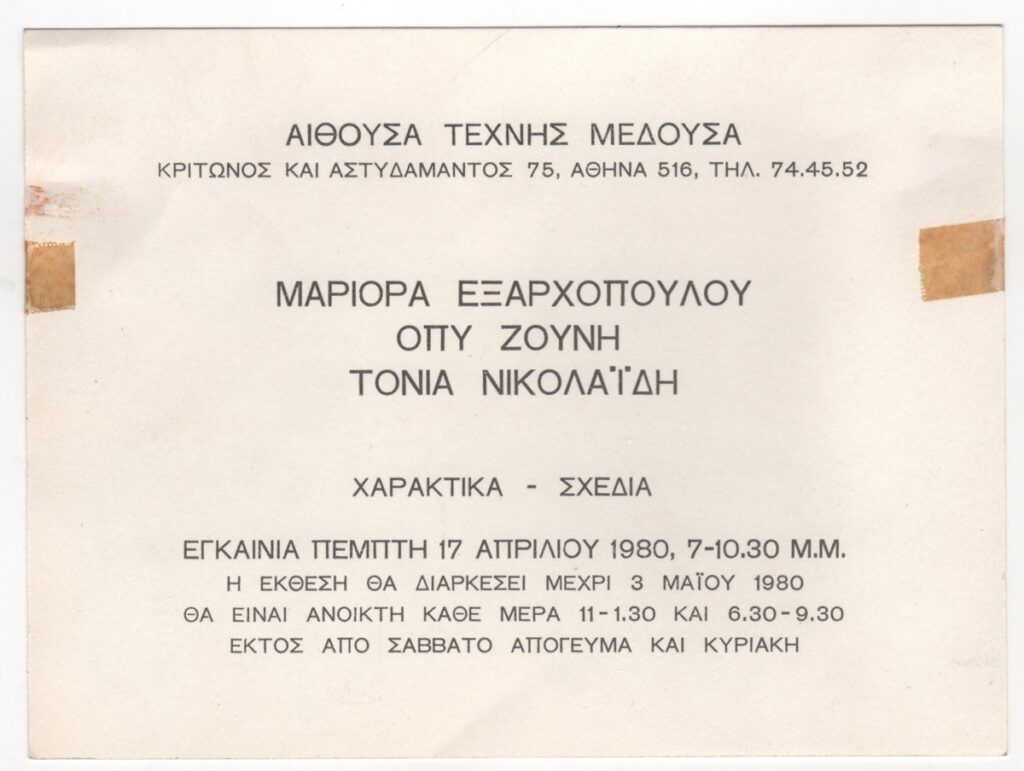 ΑΙΘΟΥΣΑ ΤΕΧΝΗΣ ΜΕΔΟΥΣΑ
ΚΡΙΤΩΝΟΣ ΚΑΙ ΑΣΤΥΔΑΜΑΝΤΟΣ 75, ΑΘΗΝΑ 516, ΤΗΛ. 74.45.52
ΜΑΡΙΟΡΑ ΕΞΑΡΧΟΠΟΥΛΟΥ
ΟΠΥ ΖΟΥΝΗ
ΤΟΝΙΑ ΝΙΚΟΛΑΪΔΗ
ΧΑΡΑΚΤΙΚΑ - ΣΧΕΔΙΑ
ΕΓΚΑΙΝΙΑ ΠΕΜΠΤΗ 17 ΑΠΡΙΛΙΟΥ 1980, 7-10.30 Μ.Μ.
Η ΕΚΘΕΣΗ ΘΑ ΔΙΑΡΚΕΣΕΙ ΜΕΧΡΙ 3 ΜΑΪΟΥ 1980
ΘΑ ΕΙΝΑΙ ΑΝΟΙΚΤΗ ΚΑΘΕ ΜΕΡΑ 11-1.30 ΚΑΙ 6.30-9.30
ΕΚΤΟΣ ΑΠΟ ΣΑΒΒΑΤΟ ΑΠΟΓΕΥΜΑ ΚΑΙ ΚΥΡΙΑΚΗ